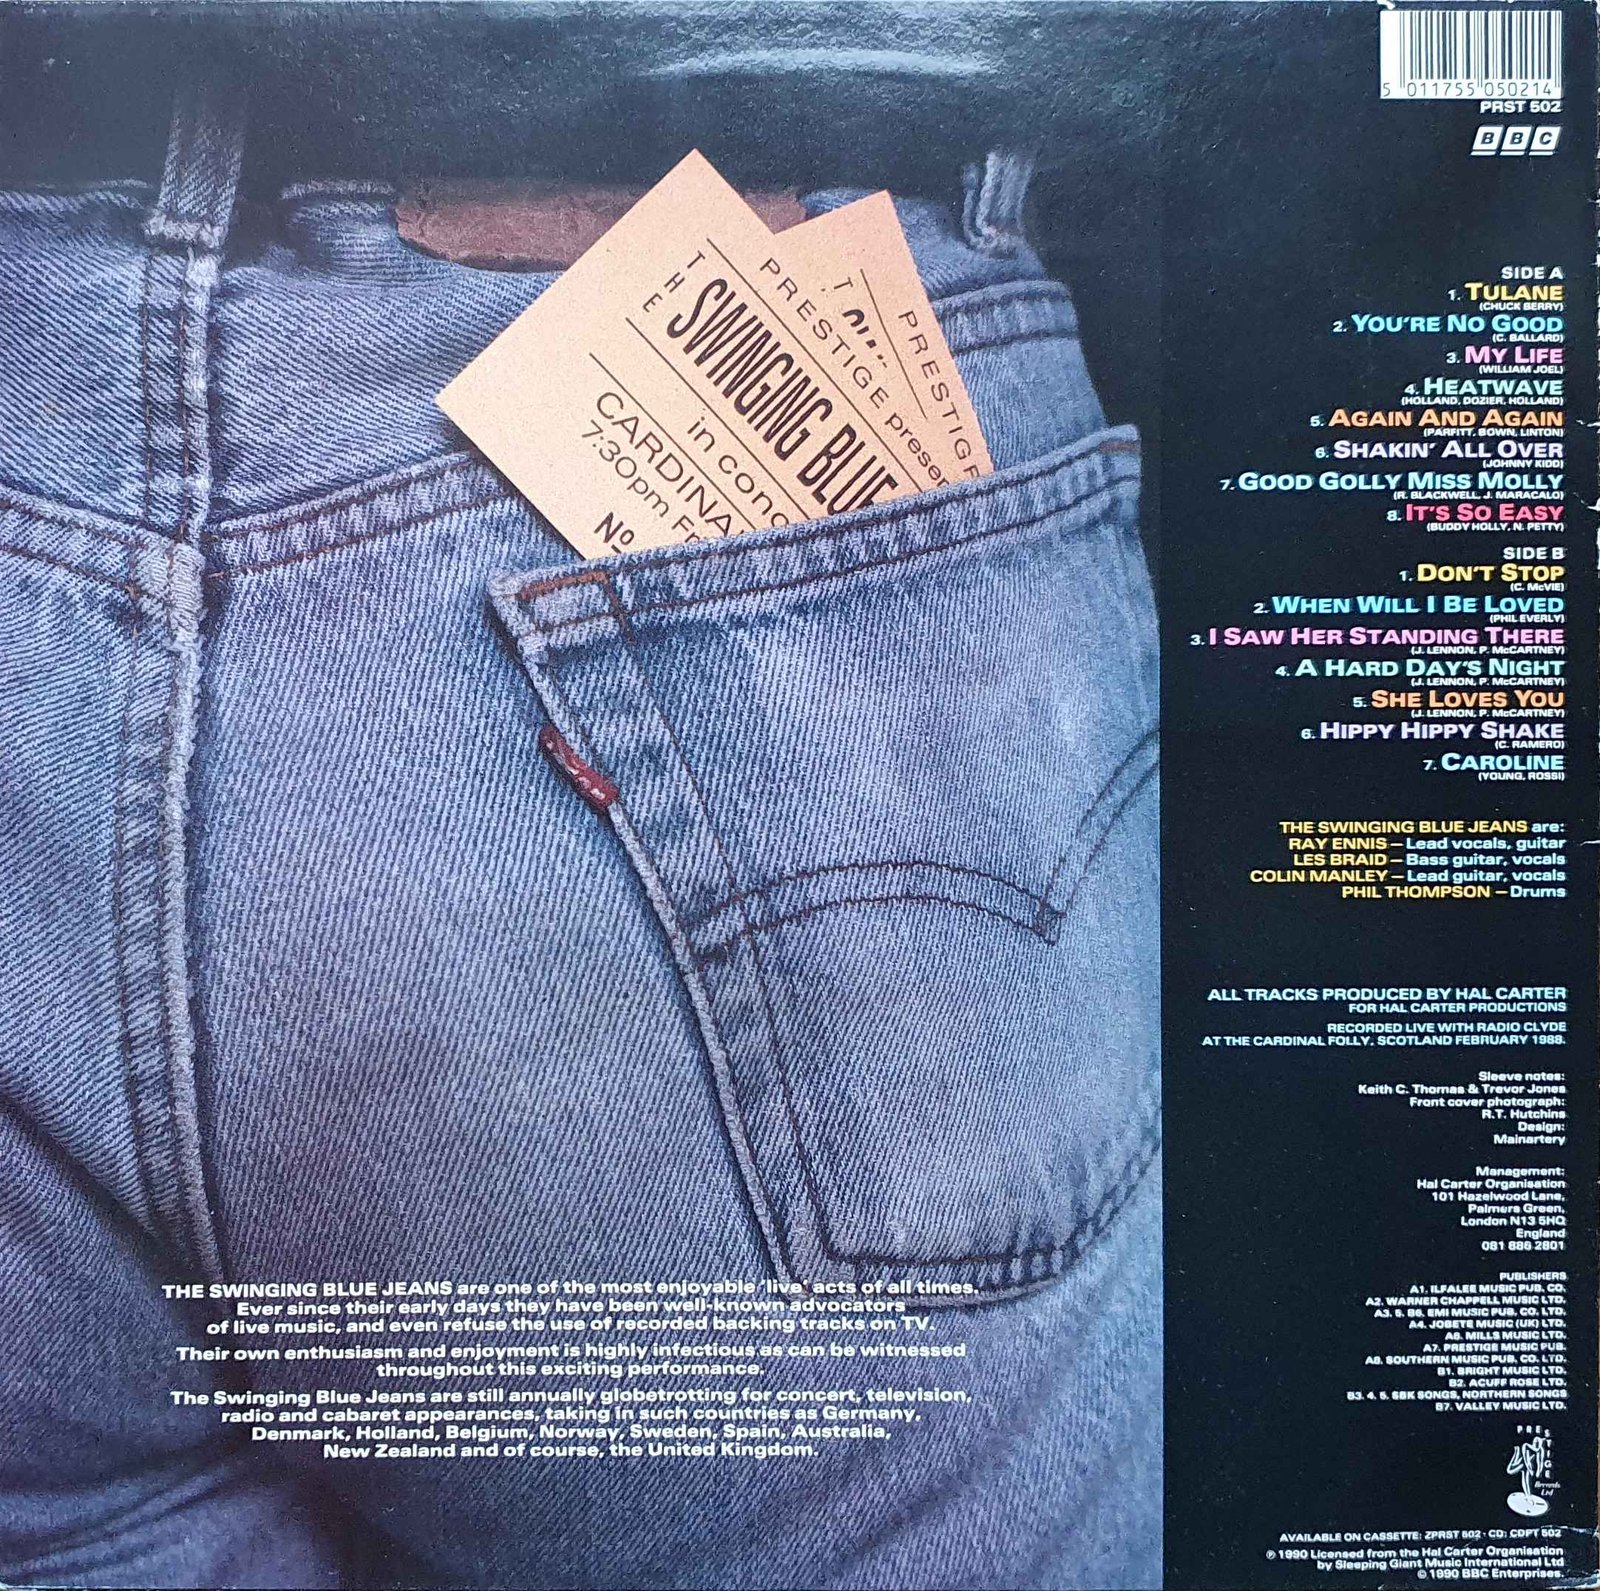 5 011755 050214
PRST 502
BBC
THE
SWINGING BLUE
PRESTIGE presen
in conc
CARDINA
7:30pm Fr
Nº
T
PRESTIG
SIDE A
1. TULANE
(CHUCK BERRY)
2. YOU'RE NO GOOD
(C. BALLARD)
3. MY LIFE
(WILLIAM JOEL)
4. HEATWAVE
(HOLLAND, DOZIER, HOLLAND)
5. AGAIN AND AGAIN
(PARFITT, BOWN, LINTON)
6. SHAKIN' ALL OVER
(JOHNNY KIDD)
7. GOOD GOLLY MISS MOLLY
(R. BLACKWELL, J. MARACALO)
8. IT'S SO EASY
(BUDDY HOLLY, N. PETTY)
SIDE B
1. DON'T STOP
(C. McVIE)
2. WHEN WILL I BE LOVED
(PHIL EVERLY)
3. I SAW HER STANDING THERE
(J. LENNON, P. McCARTNEY)
4. A HARD DAY'S NIGHT
(J. LENNON, P. McCARTNEY)
5. SHE LOVES YOU
(J. LENNON, P. McCARTNEY)
6. HIPPY HIPPY SHAKE
(C. RAMERO)
7. CAROLINE
(YOUNG, ROSSI)
THE SWINGING BLUE JEANS are:
RAY ENNIS – Lead vocals, guitar
LES BRAID – Bass guitar, vocals
COLIN MANLEY – Lead guitar, vocals
PHIL THOMPSON – Drums
ALL TRACKS PRODUCED BY HAL CARTER
FOR HAL CARTER PRODUCTIONS
RECORDED LIVE WITH RADIO CLYDE
AT THE CARDINAL FOLLY, SCOTLAND FEBRUARY 1988.
Sleeve notes:
Keith C. Thomas & Trevor Jones
Front cover photograph:
R.T. Hutchins
Design:
Mainartery
Management:
Hal Carter Organisation
101 Hazelwood Lane,
Palmers Green,
London N13 5HQ
England
081 886 2801
PUBLISHERS
A1. ILFALEE MUSIC PUB. CO.
A2. WARNER CHAPPELL MUSIC LTD.
A3. 5. B6. EMI MUSIC PUB. CO. LTD.
A4. JOBETE MUSIC (UK) LTD.
A6. MILLS MUSIC LTD.
A7. PRESTIGE MUSIC PUB.
A8. SOUTHERN MUSIC PUB. CO. LTD.
B1. BRIGHT MUSIC LTD.
B2. ACUFF ROSE LTD.
B3. 4. 5. SBK SONGS, NORTHERN SONGS
B7. VALLEY MUSIC LTD.
PRESTIGE
Records
Ltd
AVAILABLE ON CASSETTE: ZPRST 502 · CD: CDPT 502
℗ 1990 Licensed from the Hal Carter Organisation
by Sleeping Giant Music International Ltd
© 1990 BBC Enterprises.
THE SWINGING BLUE JEANS are one of the most enjoyable 'live' acts of all times.
Ever since their early days they have been well-known advocators
of live music, and even refuse the use of recorded backing tracks on TV.
Their own enthusiasm and enjoyment is highly infectious as can be witnessed
throughout this exciting performance.
The Swinging Blue Jeans are still annually globetrotting for concert, television,
radio and cabaret appearances, taking in such countries as Germany,
Denmark, Holland, Belgium, Norway, Sweden, Spain, Australia,
New Zealand and of course, the United Kingdom.